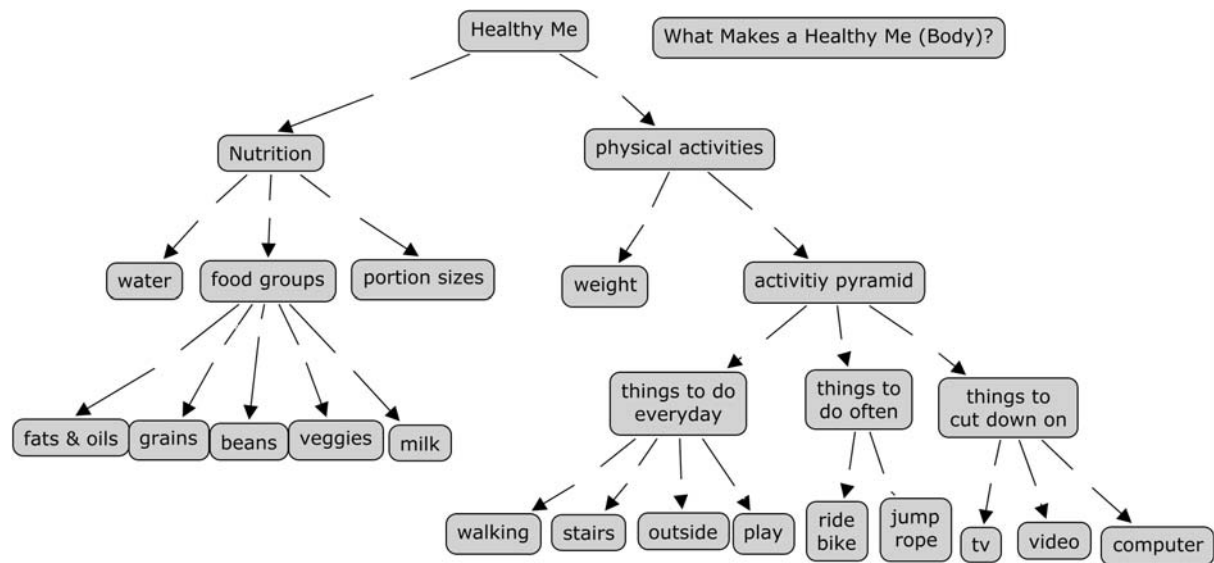 Healthy Me
What Makes a Healthy Me (Body)?
Nutrition
physical activities
water
food groups
portion sizes
weight
activitiy pyramid
things to do
everyday
things to
do often
things to
cut down on
fats & oils
grains
beans
veggies
milk
walking
stairs
outside
play
ride
bike
jump
rope
tv
video
computer